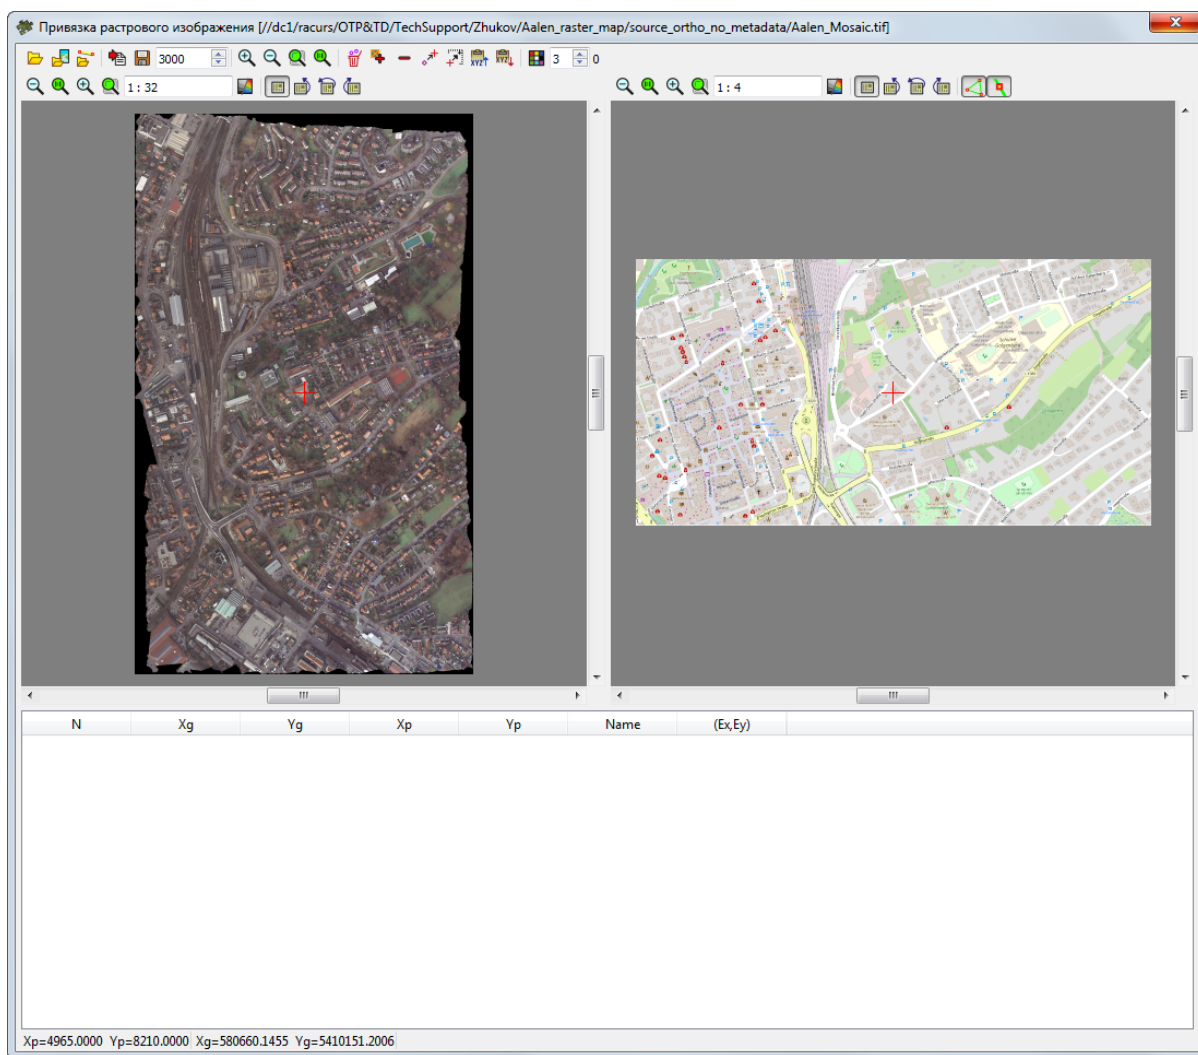 Привязка растрового изображения [//dc1/racurs/OTP&TD/TechSupport/Zhukov/Aalen_raster_map/source_ortho_no_metadata/Aalen_Mosaic.tif]
3000 3 0
1 : 32 1 : 4
N Xg Yg Xp Yp Name (Ex,Ey)
Xp=4965.0000 Yp=8210.0000 Xg=580660.1455 Yg=5410151.2006